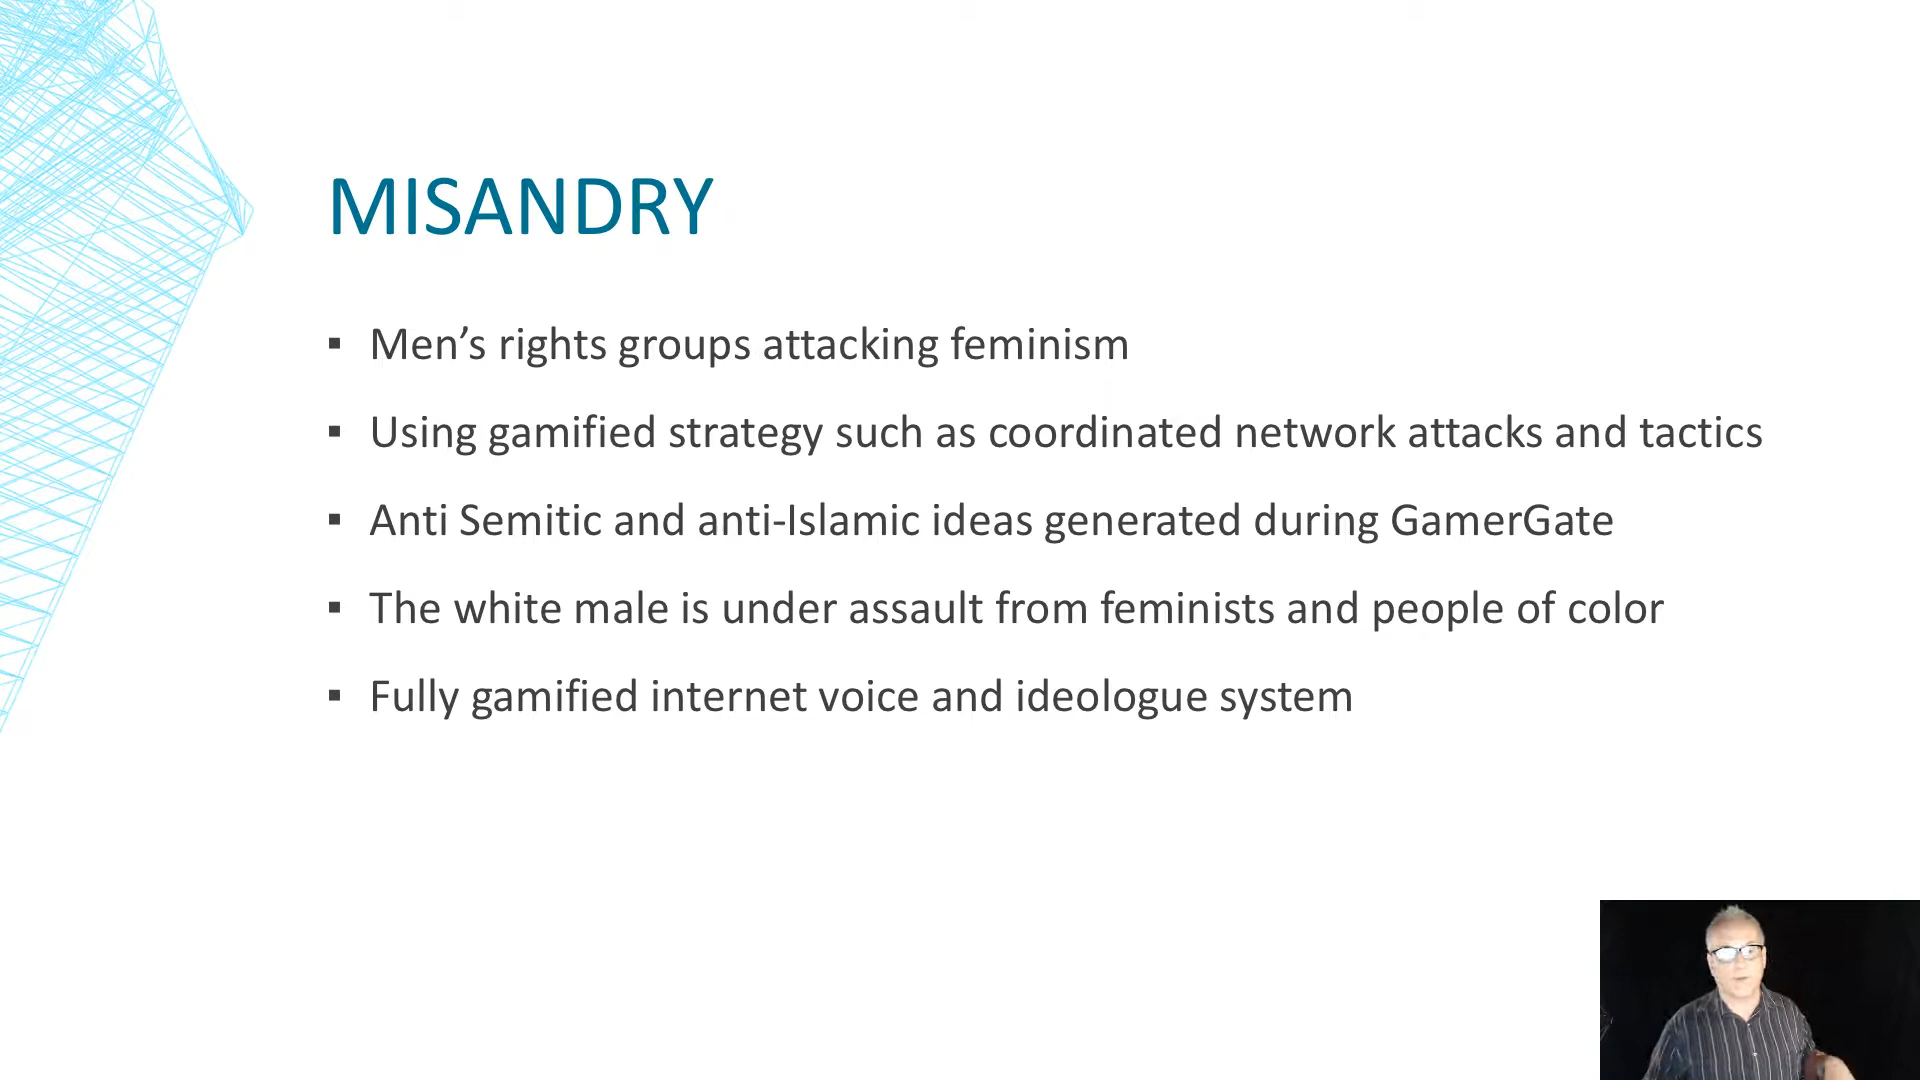 MISANDRY
▪ Men’s rights groups attacking feminism
▪ Using gamified strategy such as coordinated network attacks and tactics
▪ Anti Semitic and anti-Islamic ideas generated during GamerGate
▪ The white male is under assault from feminists and people of color
▪ Fully gamified internet voice and ideologue system